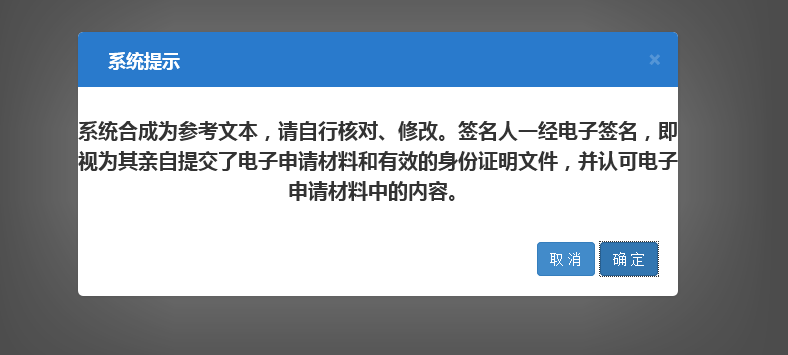 系统提示
×
系统合成为参考文本，请自行核对、修改。签名人一经电子签名，即
视为其亲自提交了电子申请材料和有效的身份证明文件，并认可电子
申请材料中的内容。
取消 确定